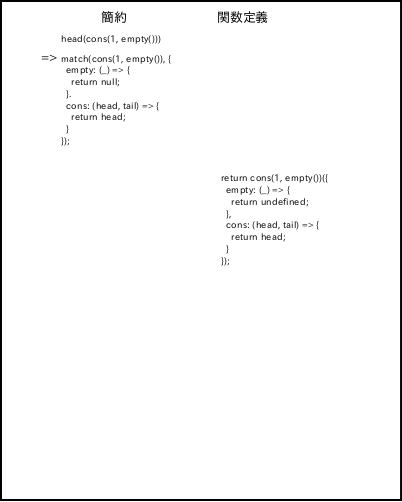 簡約 関数定義
head(cons(1, empty()))
=> match(cons(1, empty()), {
empty: (_) => {
return null;
}.
cons: (head, tail) => {
return head;
}
});
return cons(1, empty())({
empty: (_) => {
return undefined;
},
cons: (head, tail) => {
return head;
}
});